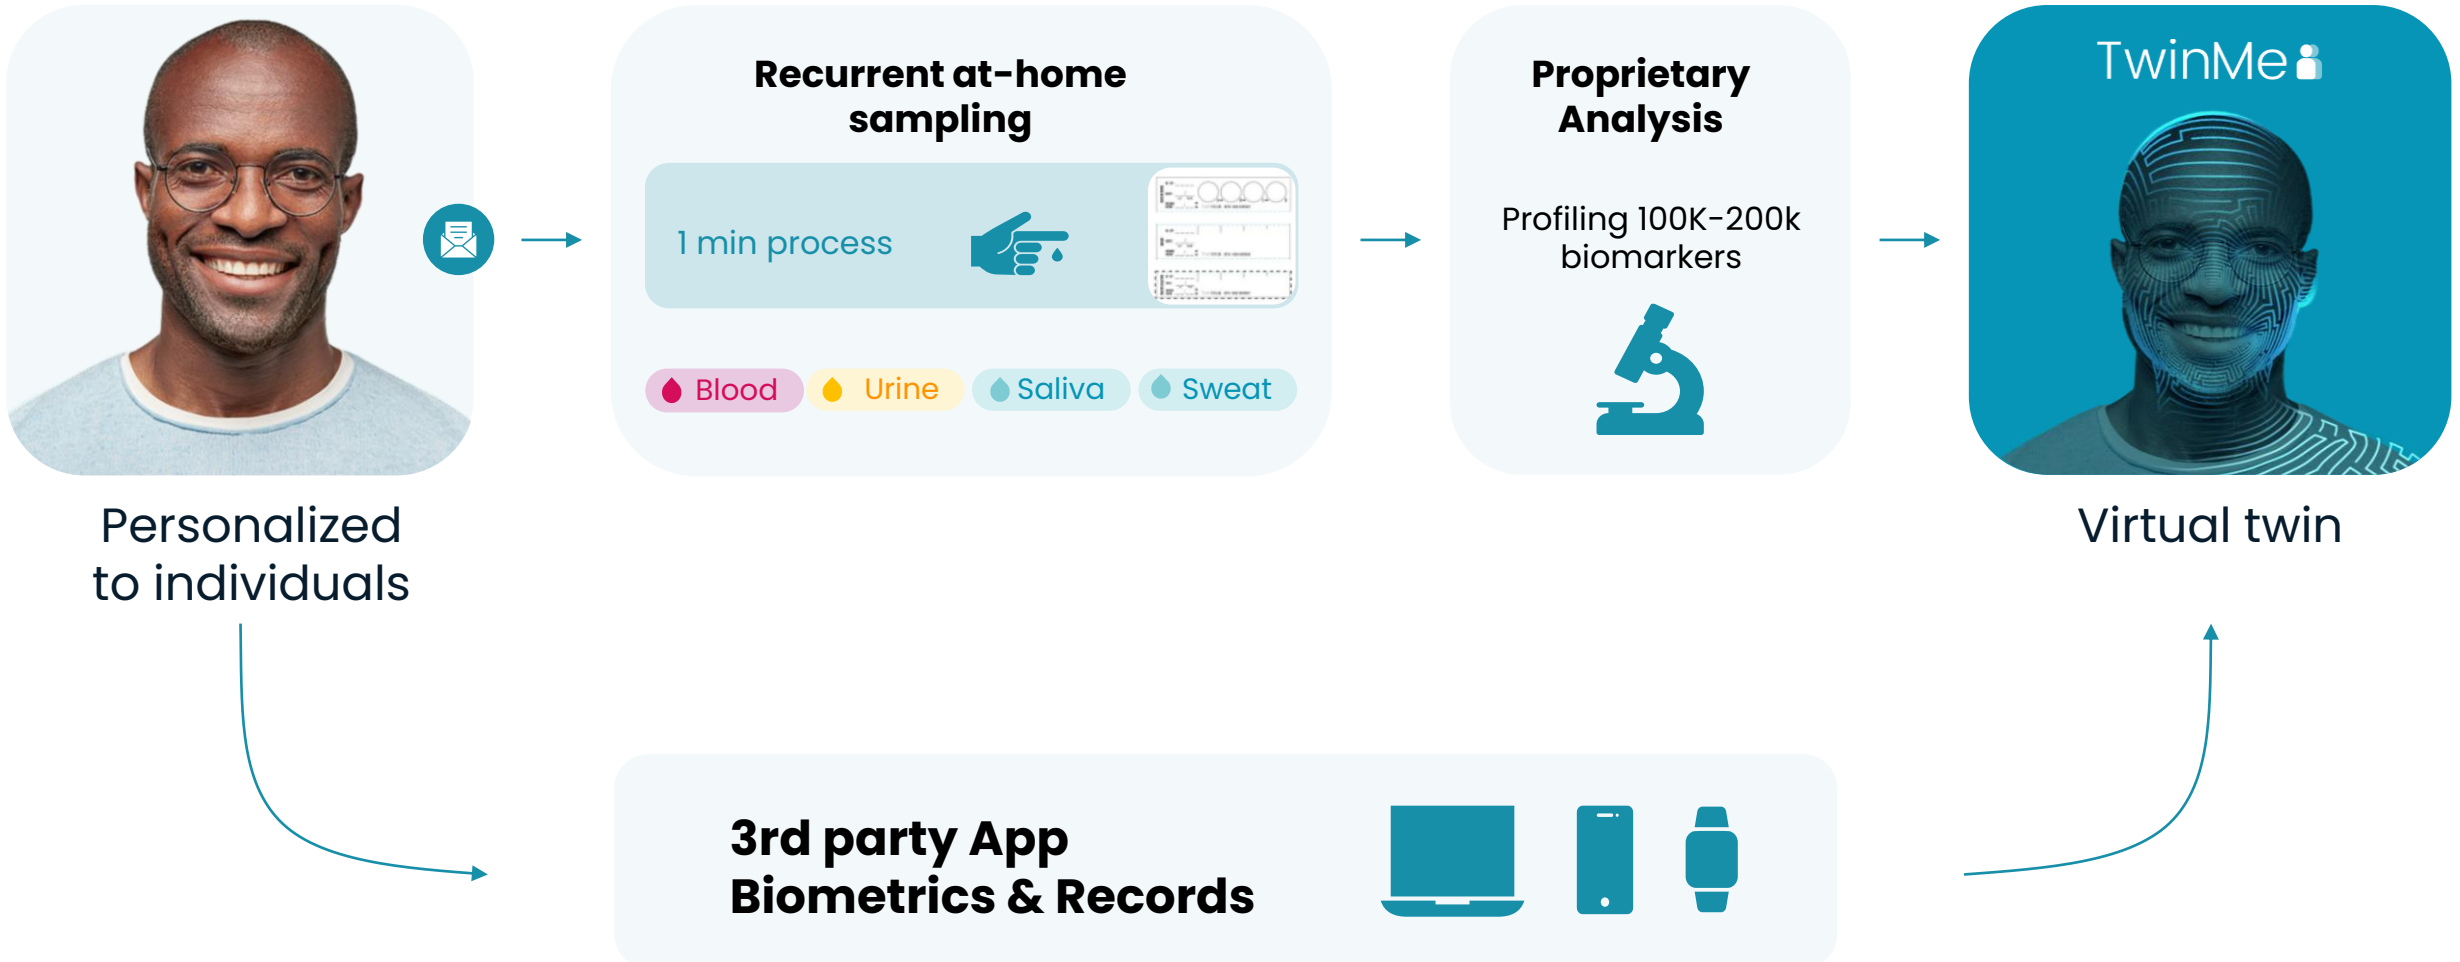 Recurrent at-home
sampling
1 min process
Blood
Urine
Saliva
Sweat
Proprietary
Analysis
Profiling 100K-200k
biomarkers
TwinMe
Personalized
to individuals
Virtual twin
3rd party App
Biometrics & Records